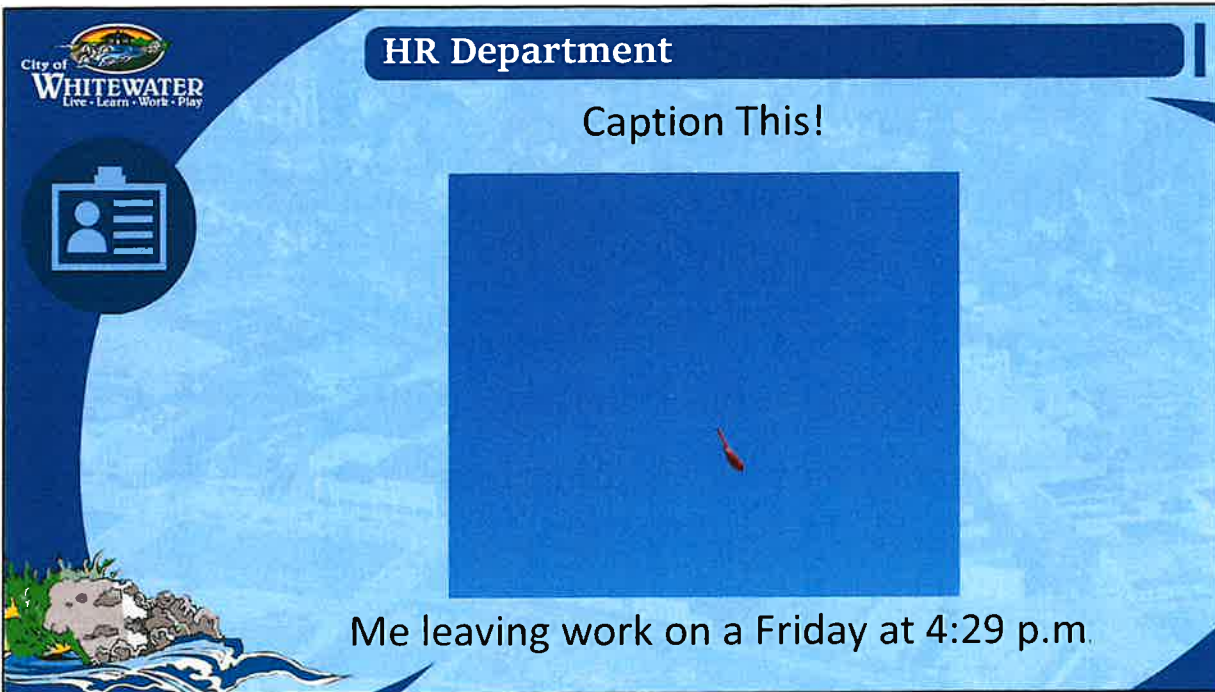 City of
WHITEWATER
Live • Learn • Work • Play
HR Department
Caption This!
Me leaving work on a Friday at 4:29 p.m.